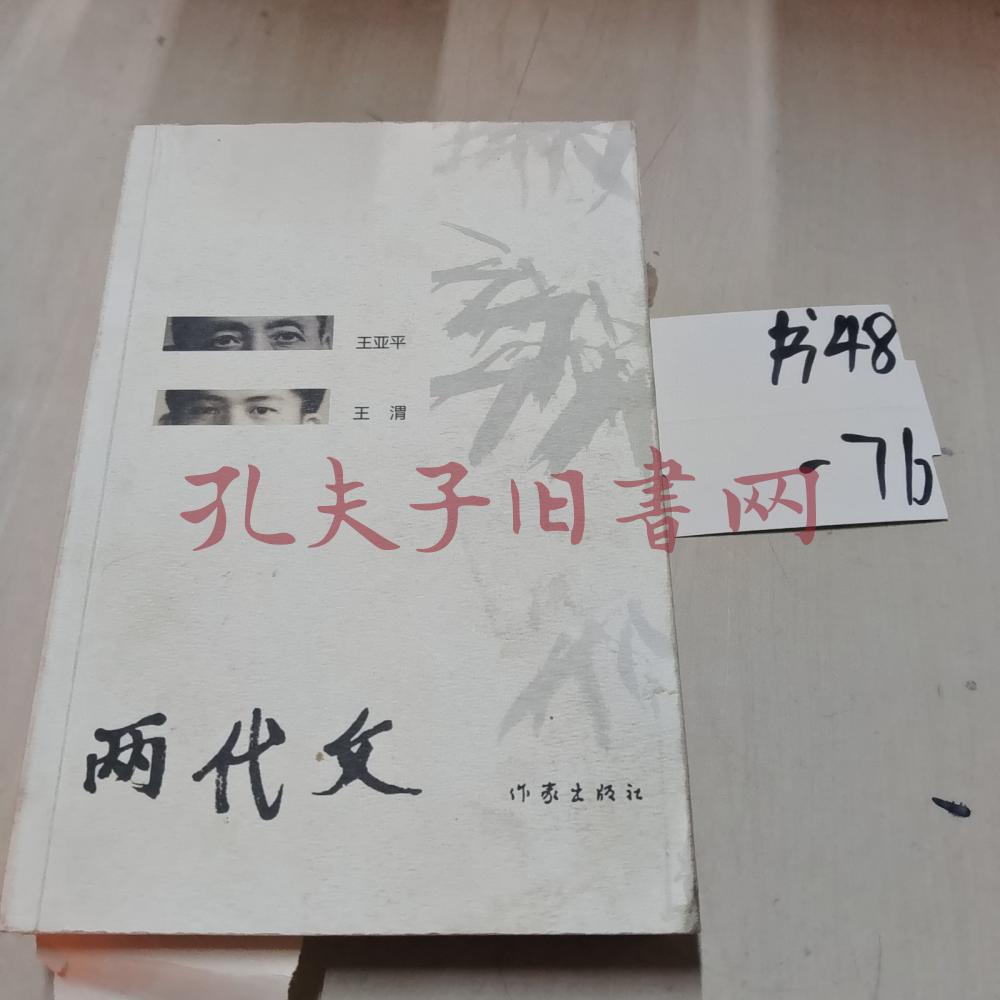 王亚平
王 渭
书48
-76
孔夫子旧書网
两代文
作家出版社